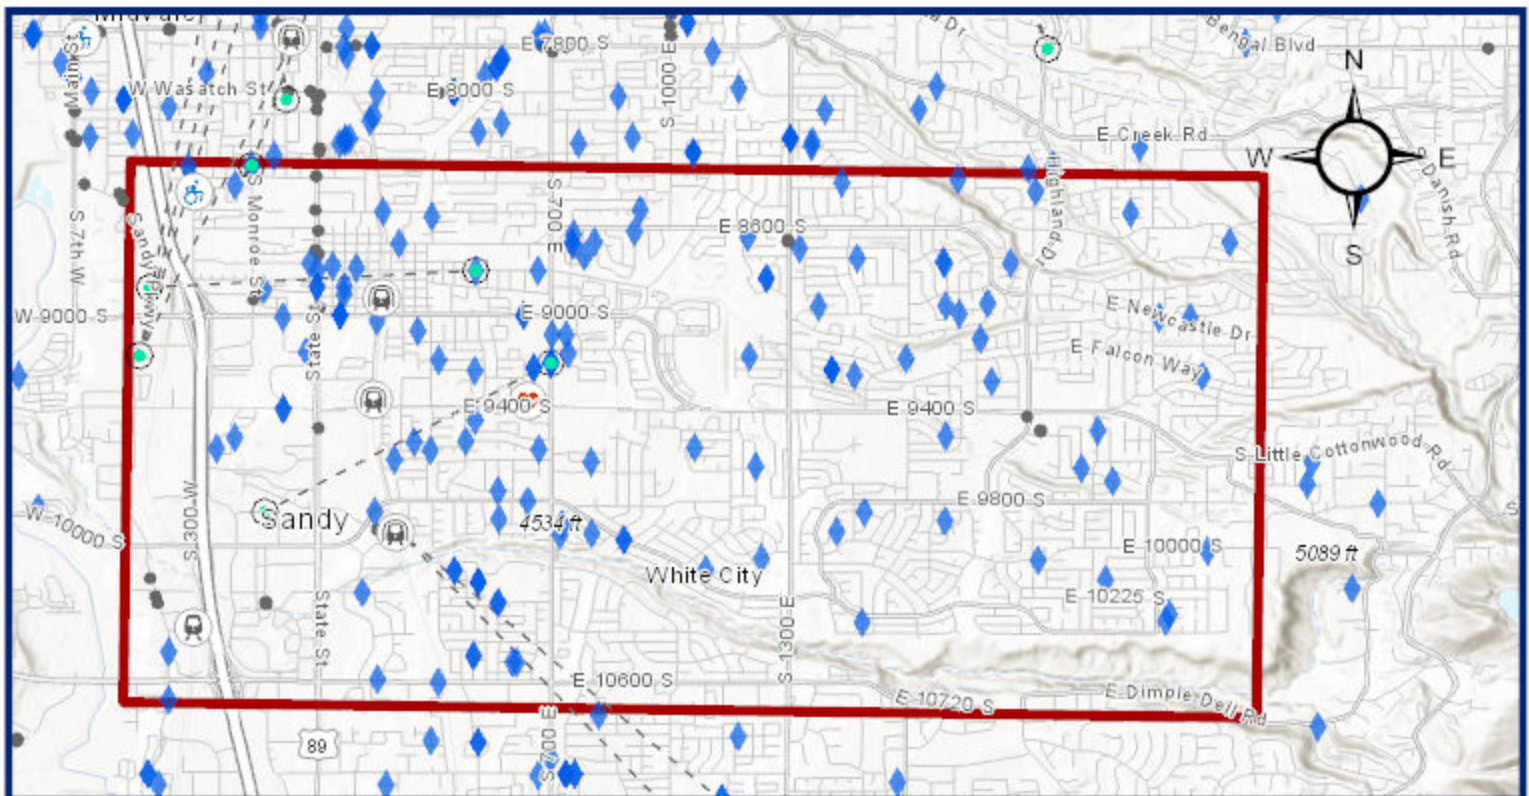 Midvale
E 7800 S
Bengal Blvd
S Main St
W Wasatch St
E 8000 S
S 1000 E
N
E Creek Rd
W
E
S
S Danish Rd
Highland Dr
S 700 E
S Monroe St
S 7th W
Sandy Pkwy
E 8600 S
W 9000 S
E 9000 S
E Newcastle Dr
State St
E Falcon Way
E 9400 S
E 9400 S
S Little Cottonwood Rd
S 300 W
E 9800 S
W 10000 S
Sandy
4534 ft
E 10000 S
5089 ft
White City
E 10225 S
State St
S 1300 E
E 10600 S
E 10720 S
E Dimple Dell Rd
89